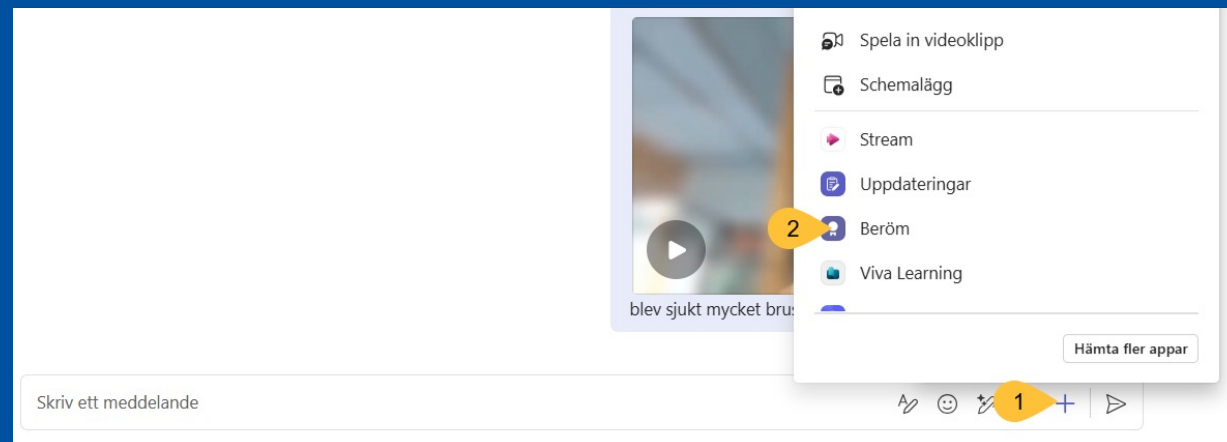 Spela in videoklipp
Schemalägg
Stream
Uppdateringar
2
Beröm
Viva Learning
blev sjukt mycket
Hämta fler appar
Skriv ett meddelande
1